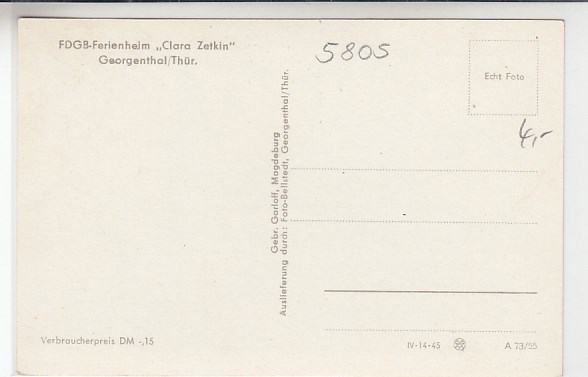 FDGB-Ferienheim „Clara Zetkin"
Georgenthal/Thür.
5805
Echt Foto
4,-
Gebr. Garloff, Magdeburg
Auslieferung durch: Foto-Bellstedt, Georgenthal/Thür.
Verbraucherpreis DM -,15
IV-14-45
A 73/55